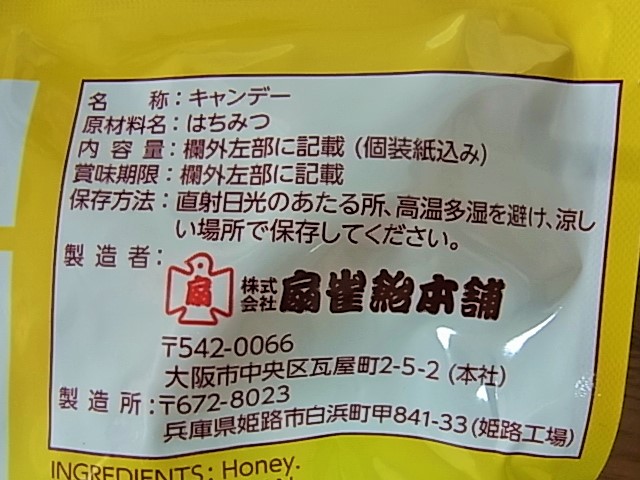 名　　称：キャンデー
原材料名：はちみつ
内 容 量：欄外左部に記載 (個装紙込み)
賞味期限：欄外左部に記載
保存方法：直射日光のあたる所、高温多湿を避け、涼し
い場所で保存してください。
製 造 者：
扇
株式会社 扇雀飴本舗
〒542-0066
大阪市中央区瓦屋町2-5-2 (本社)
製 造 所：〒672-8023
兵庫県姫路市白浜町甲841-33 (姫路工場)
INGREDIENTS: Honey.